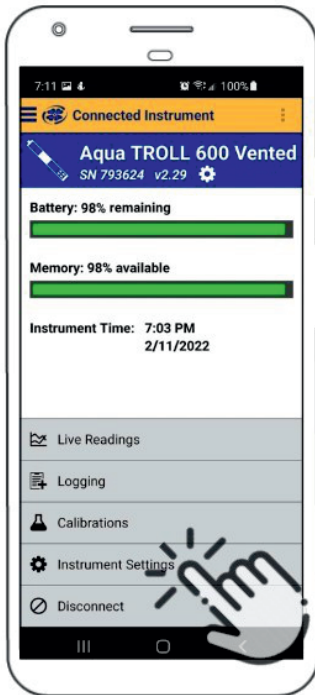 7:11 100%
Connected Instrument
Aqua TROLL 600 Vented
SN 793624 v2.29
Battery: 98% remaining
Memory: 98% available
Instrument Time: 7:03 PM
2/11/2022
Live Readings
Logging
Calibrations
Instrument Settings
Disconnect